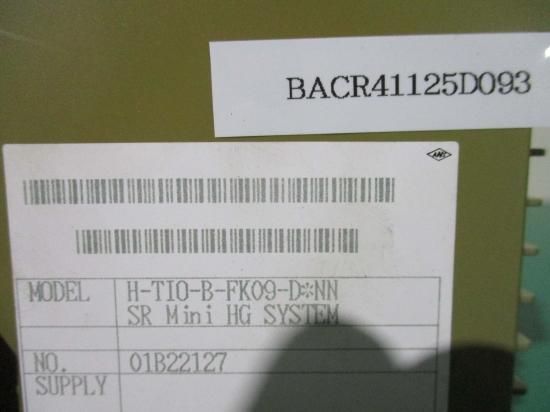 BACR41125D093
MODEL H-TIO-B-FK09-D*NN
SR Mini HG SYSTEM
NO. 01B22127
SUPPLY